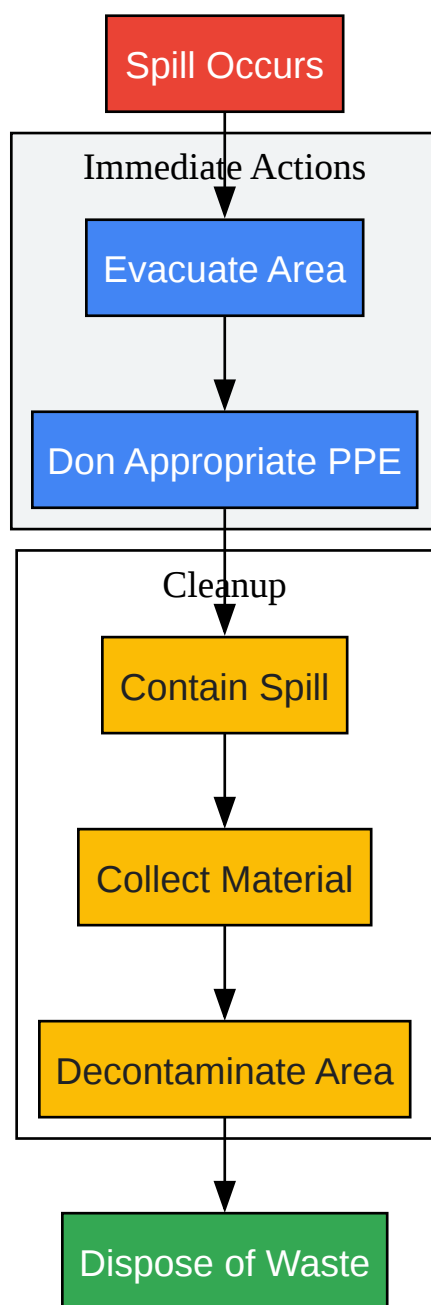 Spill Occurs
Immediate Actions
Evacuate Area
Don Appropriate PPE
Cleanup
Contain Spill
Collect Material
Decontaminate Area
Dispose of Waste